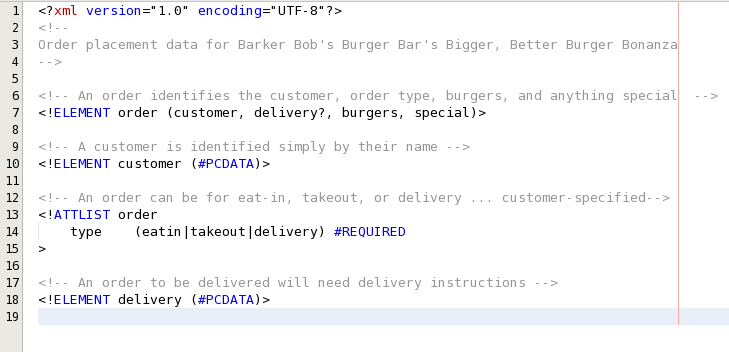 1 <?xml version="1.0" encoding="UTF-8"?>
2 <!--
3 Order placement data for Barker Bob's Burger Bar's Bigger, Better Burger Bonanza
4 -->
5
6 <!-- An order identifies the customer, order type, burgers, and anything special  -->
7 <!ELEMENT order (customer, delivery?, burgers, special)>
8
9 <!-- A customer is identified simply by their name -->
10 <!ELEMENT customer (#PCDATA)>
11
12 <!-- An order can be for eat-in, takeout, or delivery ... customer-specified-->
13 <!ATTLIST order
14     type    (eatin|takeout|delivery) #REQUIRED
15 >
16
17 <!-- An order to be delivered will need delivery instructions -->
18 <!ELEMENT delivery (#PCDATA)>
19